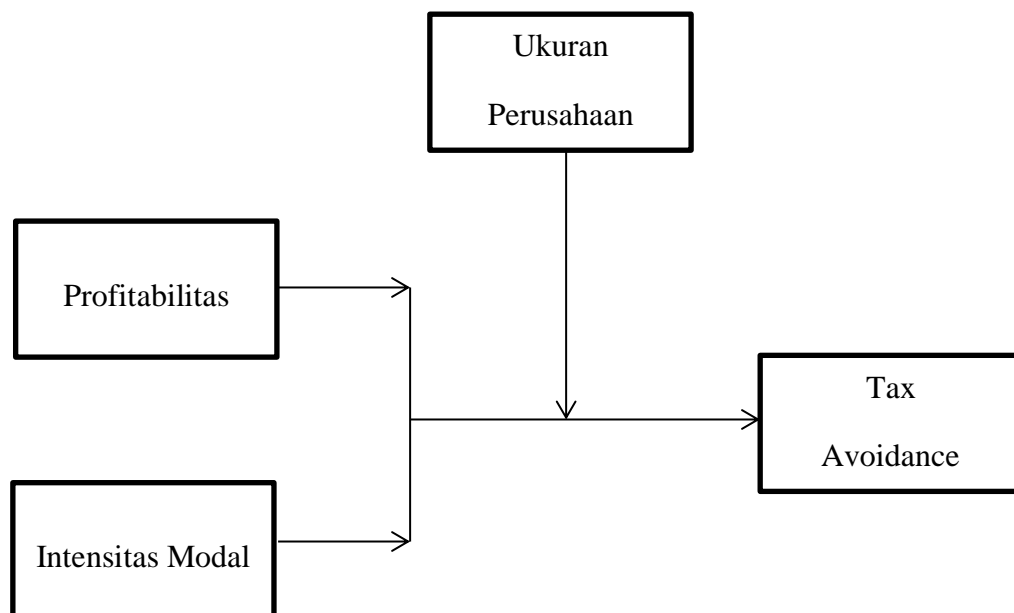 Ukuran
Perusahaan
Profitabilitas
Tax
Avoidance
Intensitas Modal